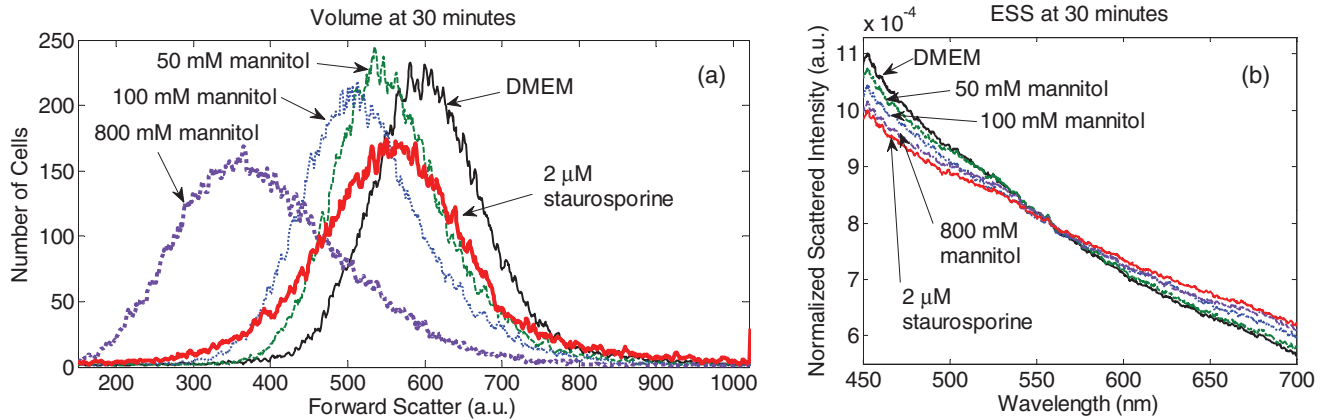 Volume at 30 minutes
250
200
150
100
50
0
Number of Cells
200
300
400
500
600
700
800
900
1000
Forward Scatter (a.u.)
50 mM mannitol
100 mM mannitol
800 mM mannitol
DMEM
2 μM
staurosporine
(a)
ESS at 30 minutes
x 10⁻⁴
11
10
9
8
7
6
Normalized Scattered Intensity (a.u.)
450
500
550
600
650
700
Wavelength (nm)
DMEM
50 mM mannitol
100 mM mannitol
800 mM
mannitol
2 μM
staurosporine
(b)